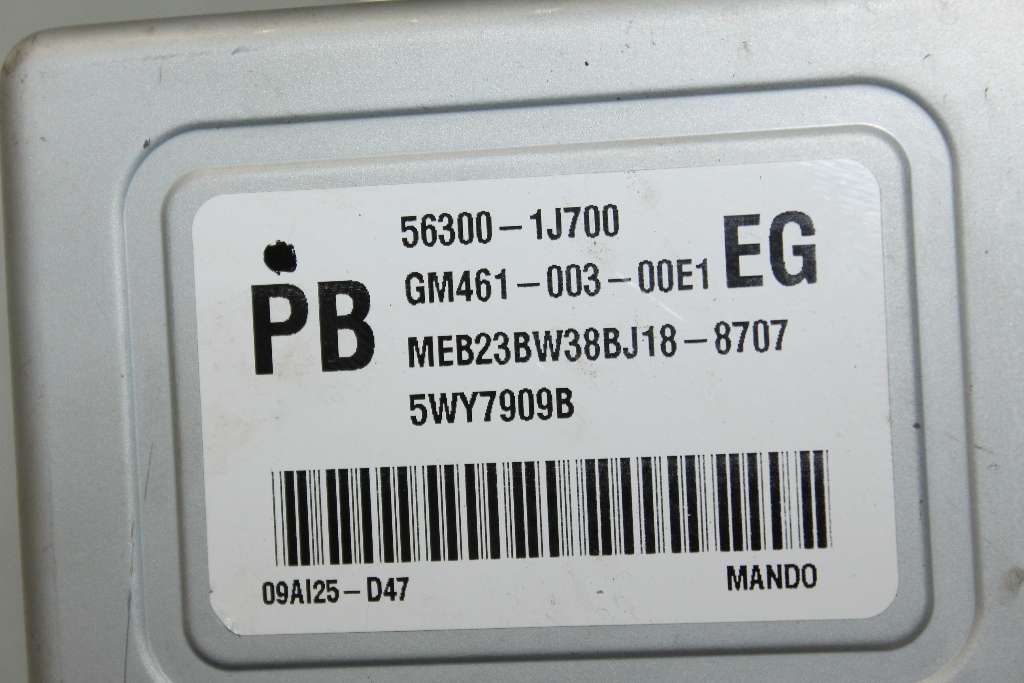 PB
56300-1J700
EG
GM461-003-00E1
MEB23BW38BJ18-8707
5WY7909B
09AI25-D47
MANDO